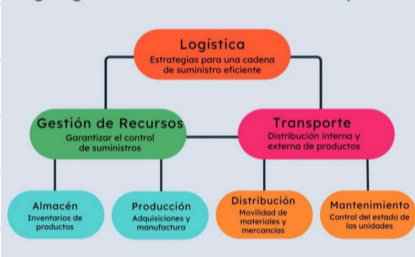 Logística
Estrategias para una cadena
de suministro eficiente
Gestión de Recursos
Garantizar el control
de suministros
Transporte
Distribución interna y
externa de productos
Almacén
Inventarios de
productos
Producción
Adquisiciones y
manufactura
Distribución
Movilidad de
materiales y
mercancías
Mantenimiento
Control del estado de
las unidades